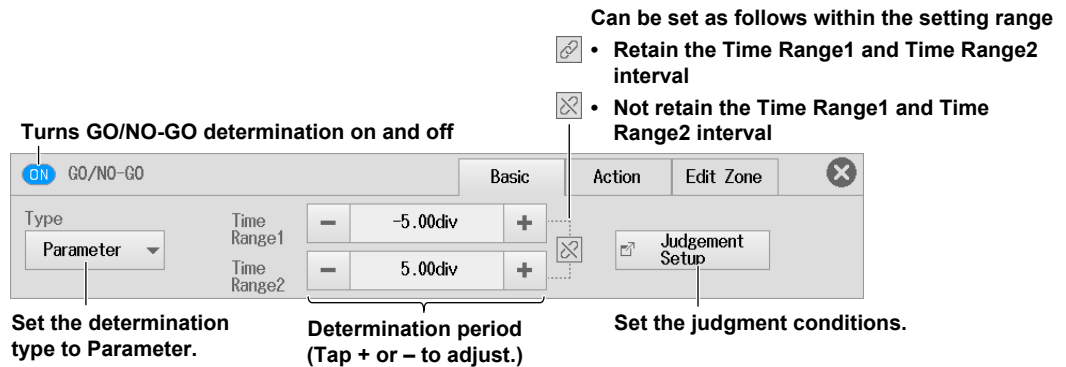 Can be set as follows within the setting range
• Retain the Time Range1 and Time Range2
interval
• Not retain the Time Range1 and Time
Range2 interval
Turns GO/NO-GO determination on and off
ON GO/NO-GO
Basic
Action
Edit Zone
Type
Parameter
Time
Range1
− -5.00div +
Time
Range2
− 5.00div +
Judgement
Setup
Set the determination
type to Parameter.
Determination period
(Tap + or – to adjust.)
Set the judgment conditions.